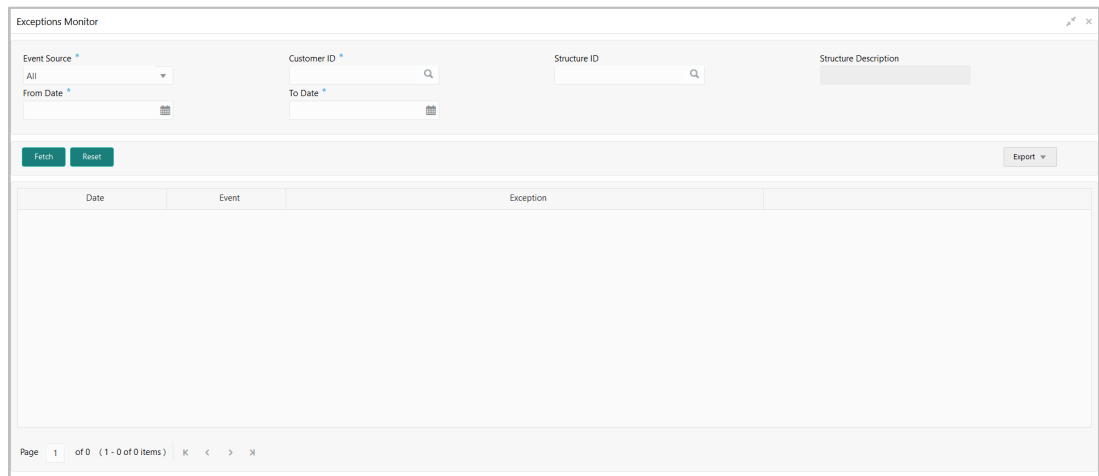 Exceptions Monitor
Event Source * Customer ID * Structure ID Structure Description
All
From Date * To Date *
Fetch Reset Export
Date Event Exception
Page 1 of 0 ( 1 - 0 of 0 items )